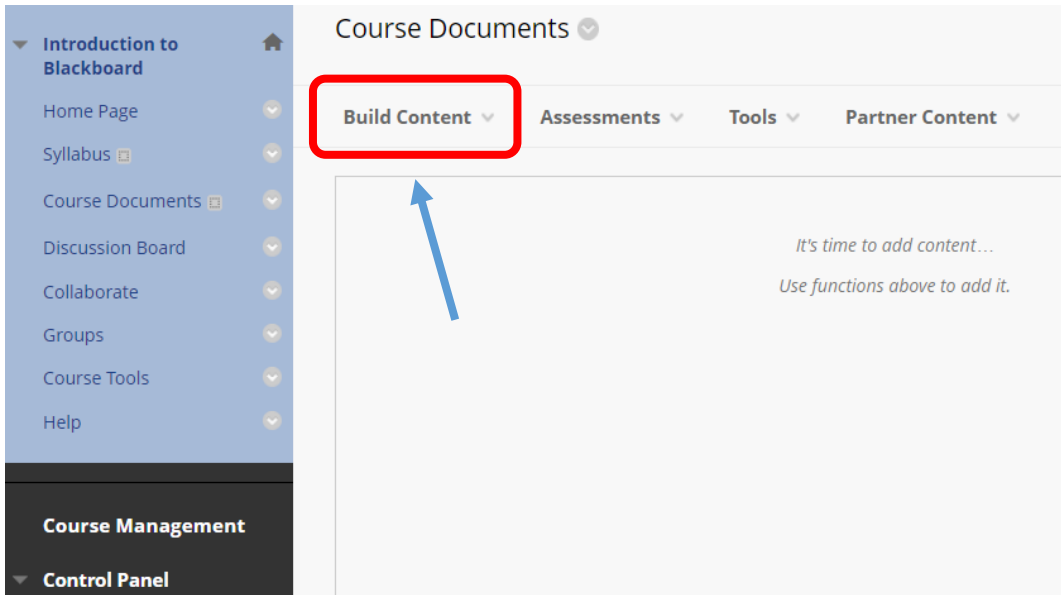 Introduction to
Blackboard
Home Page
Syllabus
Course Documents
Discussion Board
Collaborate
Groups
Course Tools
Help
Course Management
Control Panel
Course Documents
Build Content Assessments Tools Partner Content
It's time to add content...
Use functions above to add it.